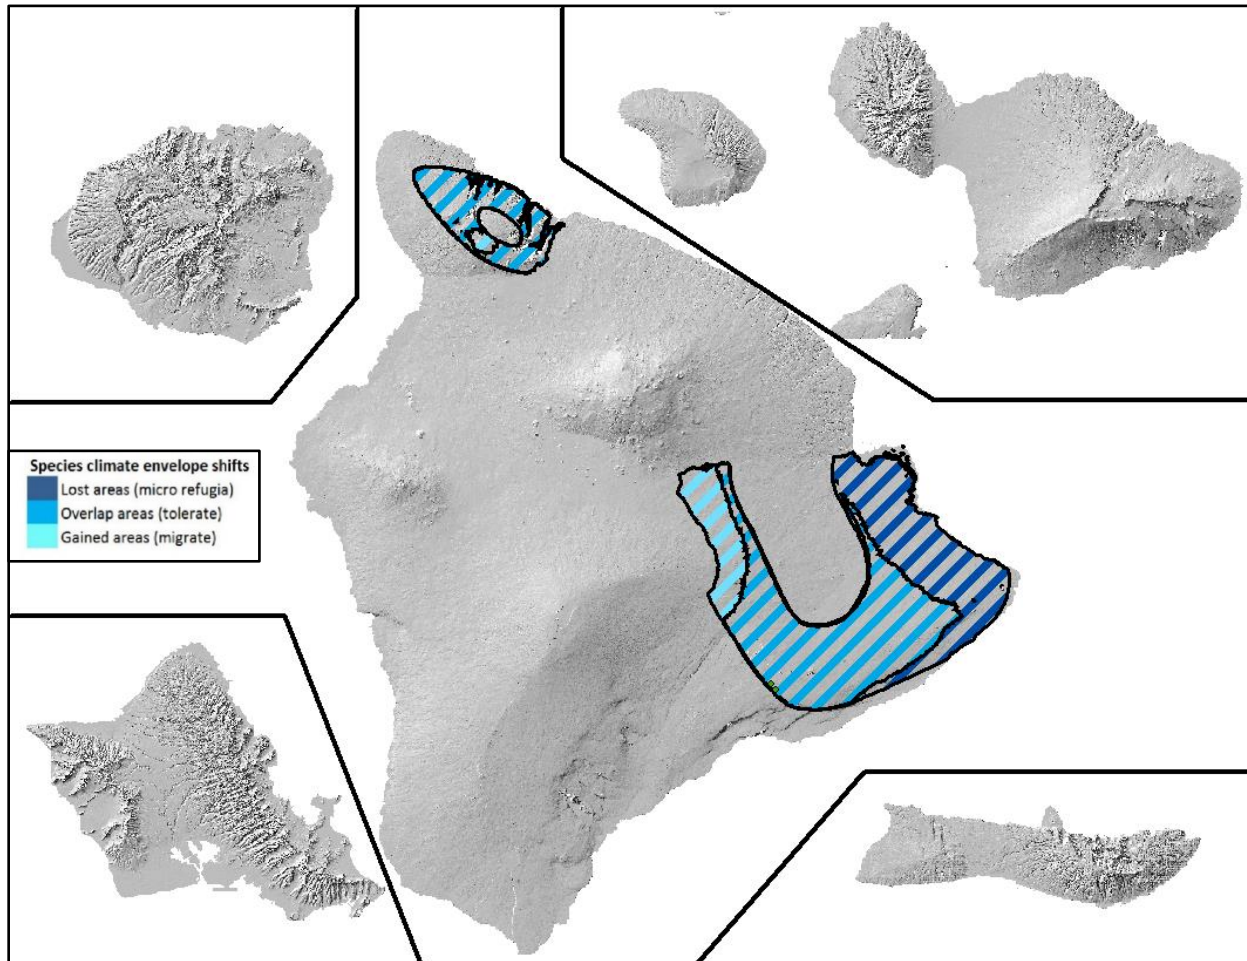 Species climate envelope shifts
Lost areas (micro refugia)
Overlap areas (tolerate)
Gained areas (migrate)